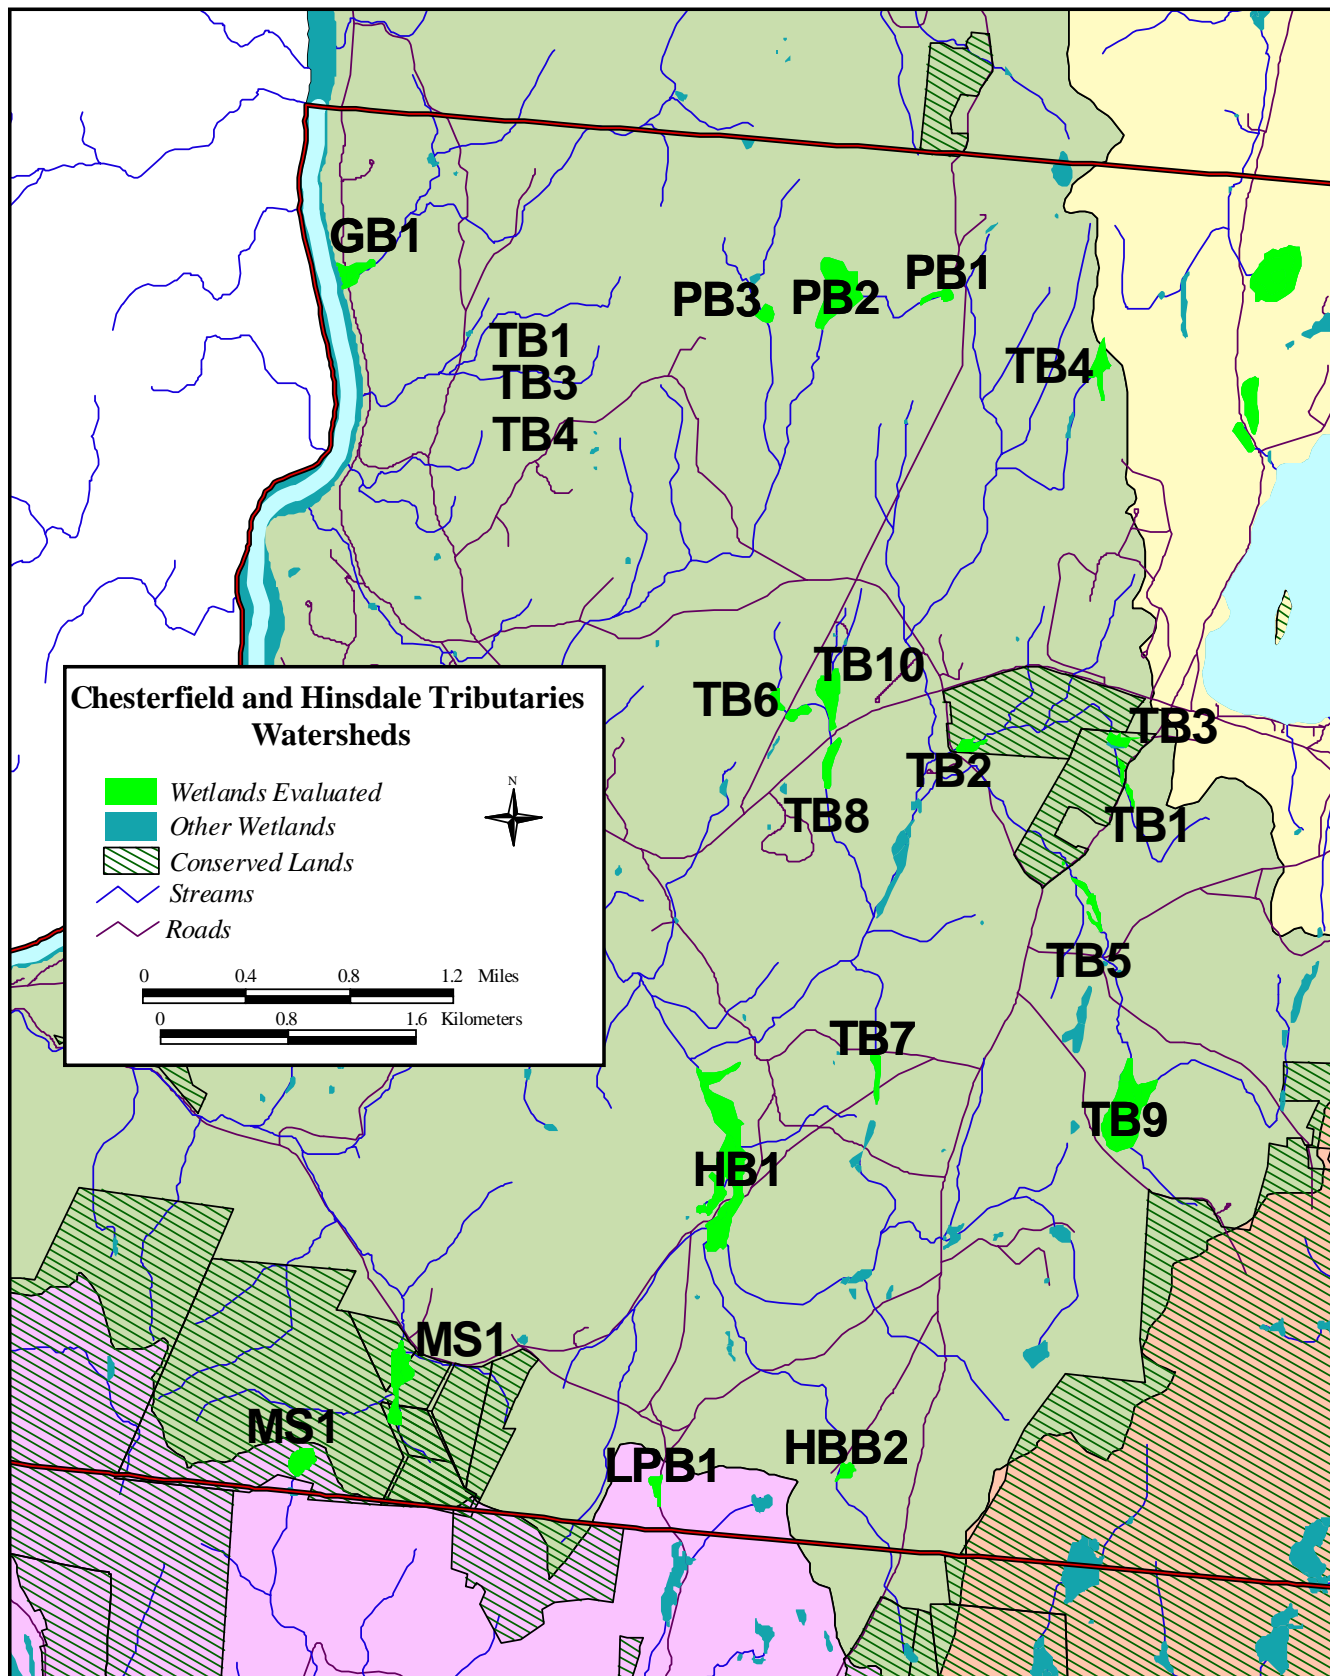 GB1
PB3
PB2
PB1
TB1
TB3
TB4
TB4
TB10
TB6
TB3
TB2
TB1
TB8
TB5
TB7
TB9
HB1
MS1
MS1
LPB1
HBB2
Chesterfield and Hinsdale Tributaries
Watersheds
Wetlands Evaluated
Other Wetlands
Conserved Lands
Streams
Roads
N
0 0.4 0.8 1.2 Miles
0 0.8 1.6 Kilometers